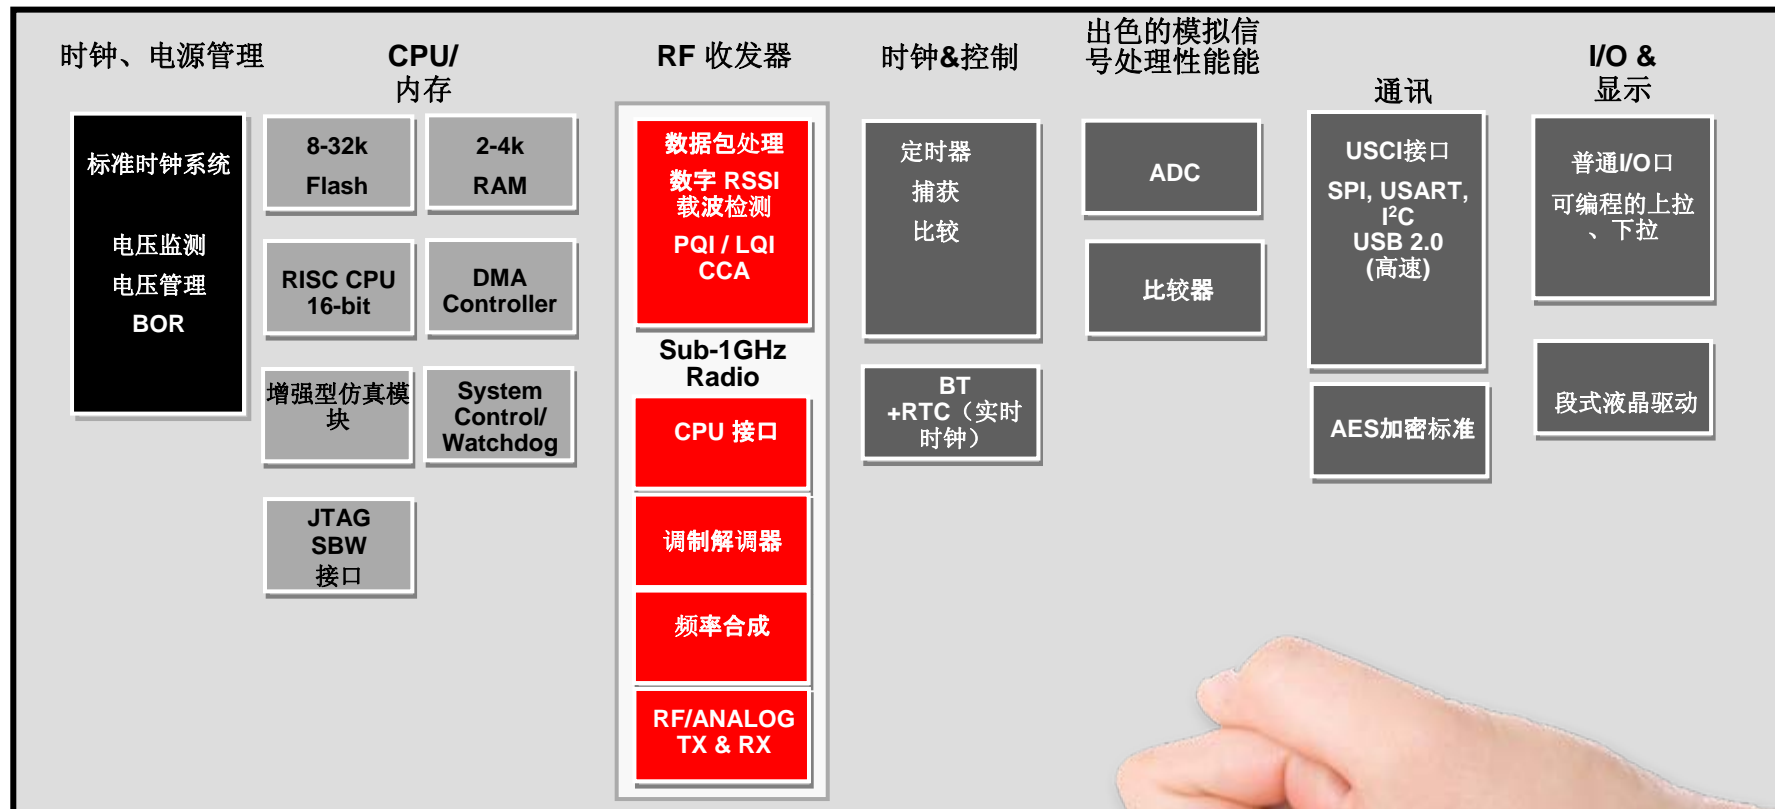 时钟、电源管理
标准时钟系统
电压监测
电压管理
BOR
CPU/
内存
8-32k
Flash
2-4k
RAM
RISC CPU
16-bit
DMA
Controller
增强型仿真模
块
System
Control/
Watchdog
JTAG
SBW
接口
RF 收发器
数据包处理
数字 RSSI
载波检测
PQI / LQI
CCA
Sub-1GHz
Radio
CPU 接口
调制解调器
频率合成
RF/ANALOG
TX & RX
时钟&控制
定时器
捕获
比较
BT
+RTC（实时
时钟）
出色的模拟信
号处理性能能
ADC
比较器
通讯
USCI接口
SPI, USART,
I²C
USB 2.0
(高速)
AES加密标准
I/O &
显示
普通I/O口
可编程的上拉
、下拉
段式液晶驱动